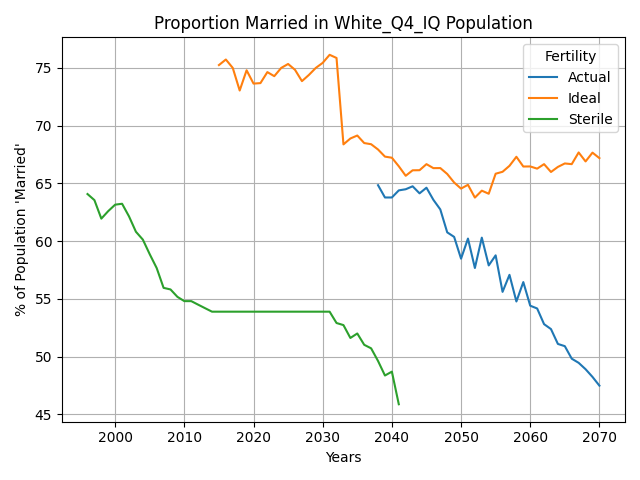 Proportion Married in White_Q4_IQ Population
% of Population 'Married'
75
70
65
60
55
50
45
Fertility
Actual
Ideal
Sterile
2000 2010 2020 2030 2040 2050 2060 2070
Years